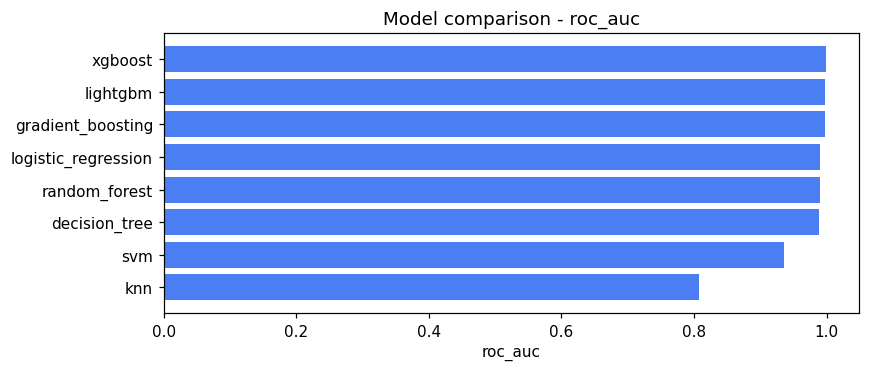 Model comparison - roc_auc
xgboost
lightgbm
gradient_boosting
logistic_regression
random_forest
decision_tree
svm
knn
0.0 0.2 0.4 0.6 0.8 1.0
roc_auc